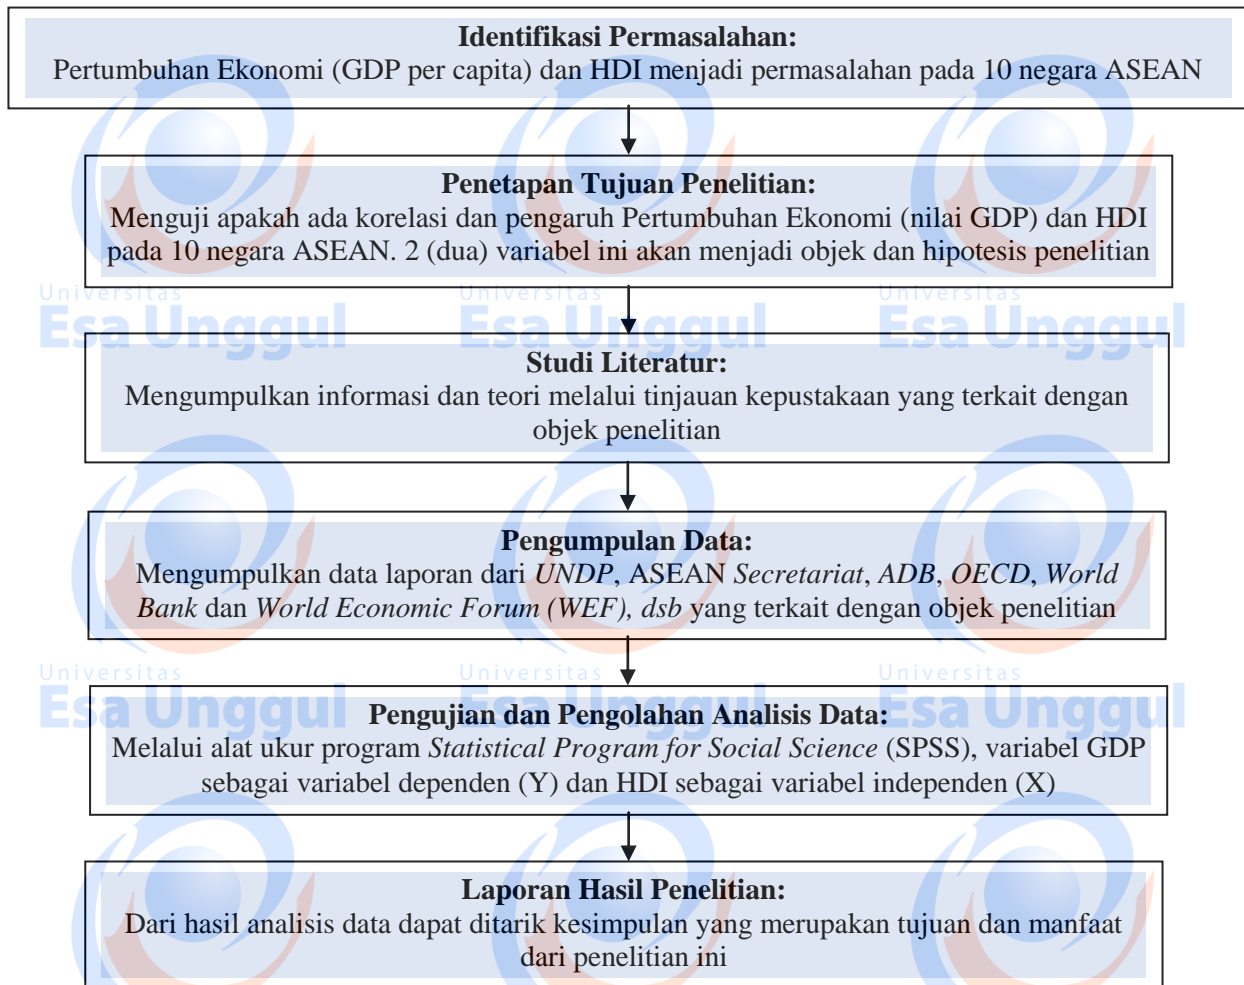 Identifikasi Permasalahan:
Pertumbuhan Ekonomi (GDP per capita) dan HDI menjadi permasalahan pada 10 negara ASEAN
Penetapan Tujuan Penelitian:
Menguji apakah ada korelasi dan pengaruh Pertumbuhan Ekonomi (nilai GDP) dan HDI
pada 10 negara ASEAN. 2 (dua) variabel ini akan menjadi objek dan hipotesis penelitian
Universitas Universitas Universitas
Esa Unggul Esa Unggul Esa Unggul
Studi Literatur:
Mengumpulkan informasi dan teori melalui tinjauan kepustakaan yang terkait dengan
objek penelitian
Pengumpulan Data:
Mengumpulkan data laporan dari UNDP, ASEAN Secretariat, ADB, OECD, World
Bank dan World Economic Forum (WEF), dsb yang terkait dengan objek penelitian
Universitas Universitas Universitas
Esa Unggul Esa Unggul Esa Unggul
Pengujian dan Pengolahan Analisis Data:
Melalui alat ukur program Statistical Program for Social Science (SPSS), variabel GDP
sebagai variabel dependen (Y) dan HDI sebagai variabel independen (X)
Laporan Hasil Penelitian:
Dari hasil analisis data dapat ditarik kesimpulan yang merupakan tujuan dan manfaat
dari penelitian ini